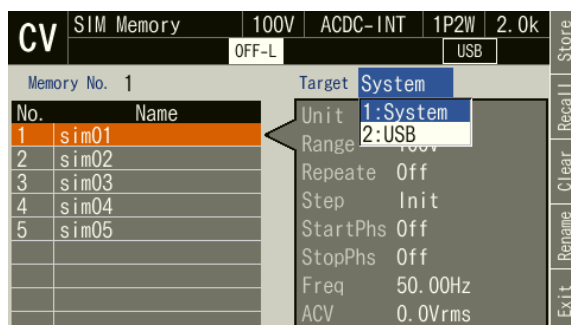 CV SIM Memory 100V ACDC-INT 1P2W 2.0k
OFF-L USB
Memory No. 1 Target System
1:System
2:USB
No. Name
1 sim01
2 sim02
3 sim03
4 sim04
5 sim05
Unit
Range 100V
Repeate Off
Step Init
StartPhs Off
StopPhs Off
Freq 50.00Hz
ACV 0.0Vrms
Store
Recall
Clear
Rename
Exit